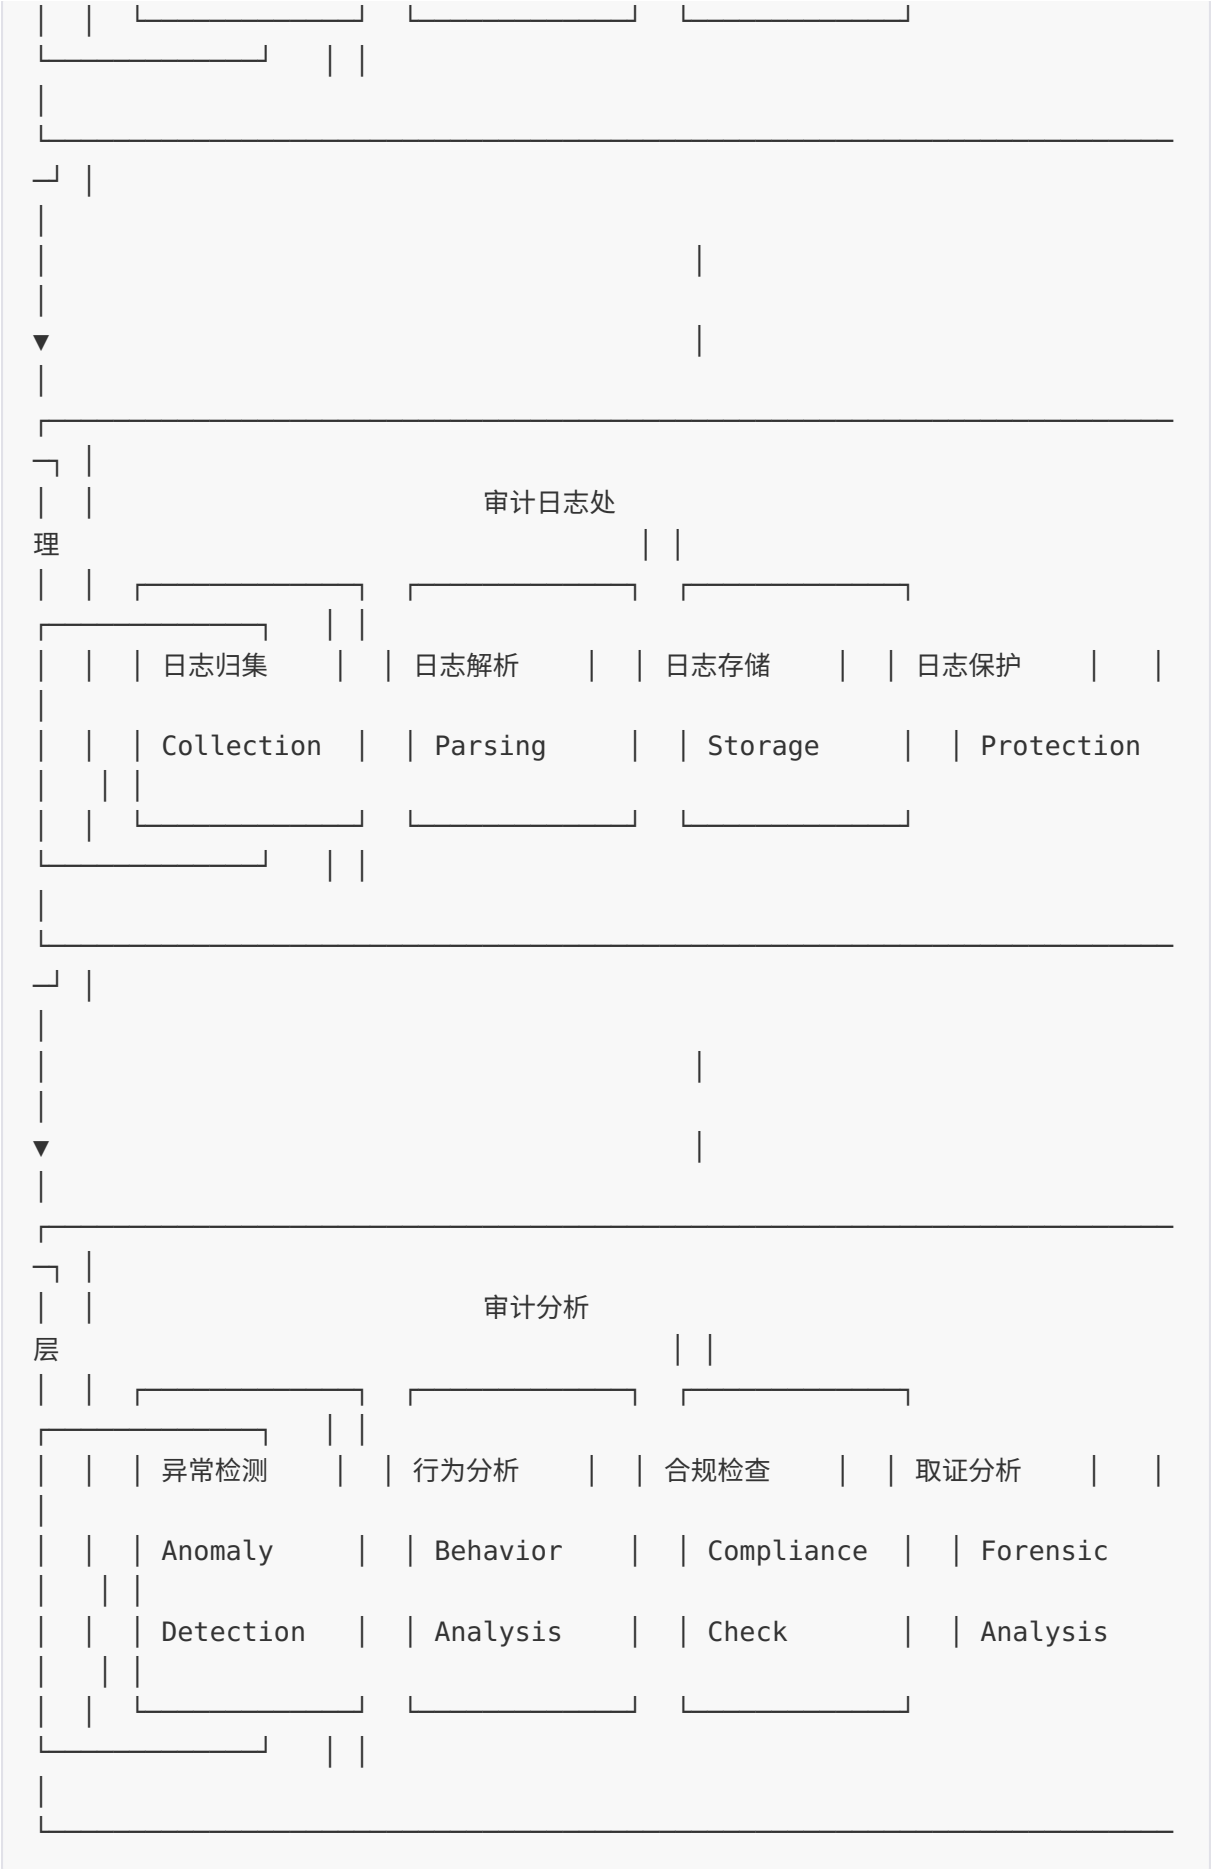 │  │  └──────────────┘  └──────────────┘  └──────────────┘
└──────────────┘   │ │
│
└──────────────────────────────────────────────────────────────────────
─┘ │
│
│                                        │
│
▼                                        │
│
┌──────────────────────────────────────────────────────────────────────
─┐ │
│  │                        审计日志处
理                                    │ │
│  │  ┌──────────────┐  ┌──────────────┐  ┌──────────────┐
┌──────────────┐   │ │
│  │  │ 日志归集    │  │ 日志解析    │  │ 日志存储    │  │ 日志保护    │   │
│
│  │  │ Collection  │  │ Parsing     │  │ Storage     │  │ Protection
│   │ │
│  │  └──────────────┘  └──────────────┘  └──────────────┘
└──────────────┘   │ │
│
└──────────────────────────────────────────────────────────────────────
─┘ │
│
│                                        │
│
▼                                        │
│
┌──────────────────────────────────────────────────────────────────────
─┐ │
│  │                        审计分析
层                                      │ │
│  │  ┌──────────────┐  ┌──────────────┐  ┌──────────────┐
┌──────────────┐   │ │
│  │  │ 异常检测    │  │ 行为分析    │  │ 合规检查    │  │ 取证分析    │   │
│
│  │  │ Anomaly     │  │ Behavior    │  │ Compliance  │  │ Forensic
│   │ │
│  │  │ Detection   │  │ Analysis    │  │ Check       │  │ Analysis
│   │ │
│  │  └──────────────┘  └──────────────┘  └──────────────┘
└──────────────┘   │ │
│
└──────────────────────────────────────────────────────────────────────